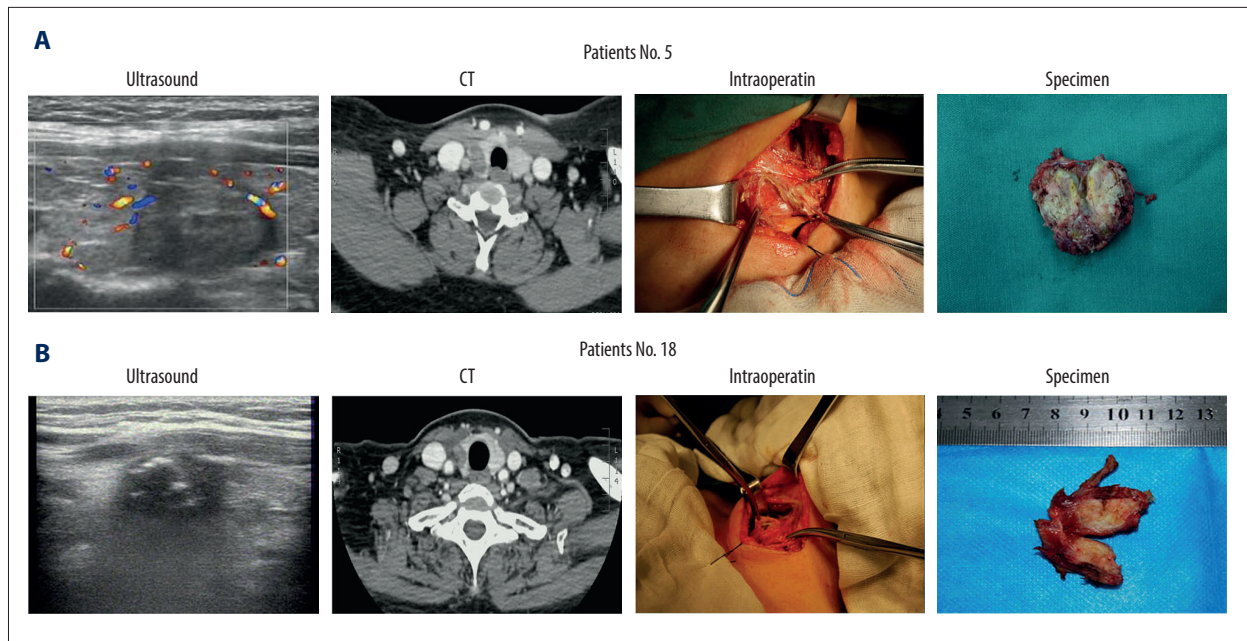 A
Patients No. 5
Ultrasound
CT
Intraoperatin
Specimen
B
Patients No. 18
Ultrasound
CT
Intraoperatin
Specimen
4 5 6 7 8 9 10 11 12 13